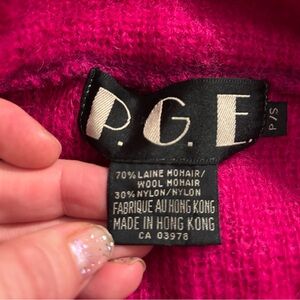 P.G.E.
P/S
70% LAINE MOHAIR/
WOOL MOHAIR
30% NYLON/NYLON
FABRIQUE AU HONG KONG
MADE IN HONG KONG
CA 03978